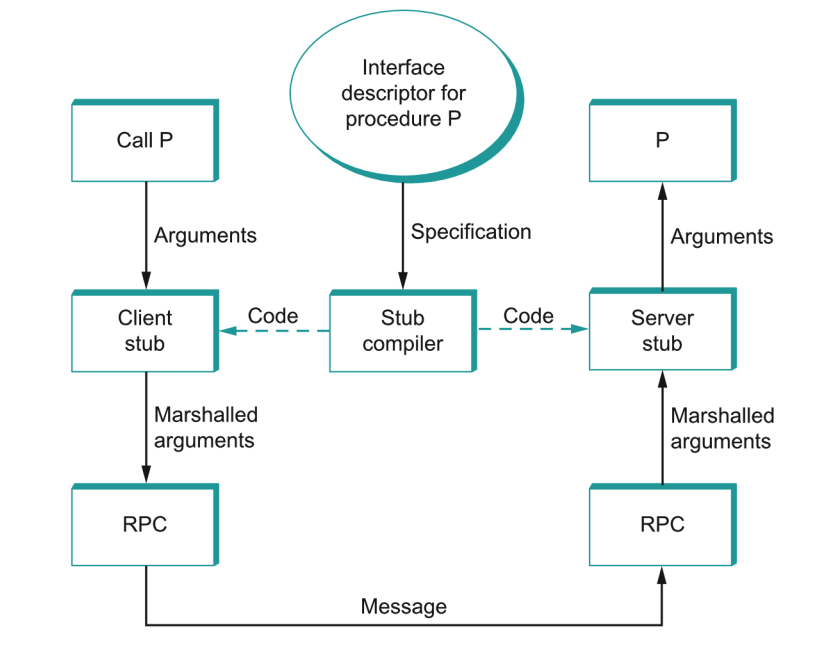 Interface
descriptor for
procedure P
Call P
P
Arguments
Specification
Arguments
Client
stub
Code
Stub
compiler
Code
Server
stub
Marshalled
arguments
Marshalled
arguments
RPC
RPC
Message